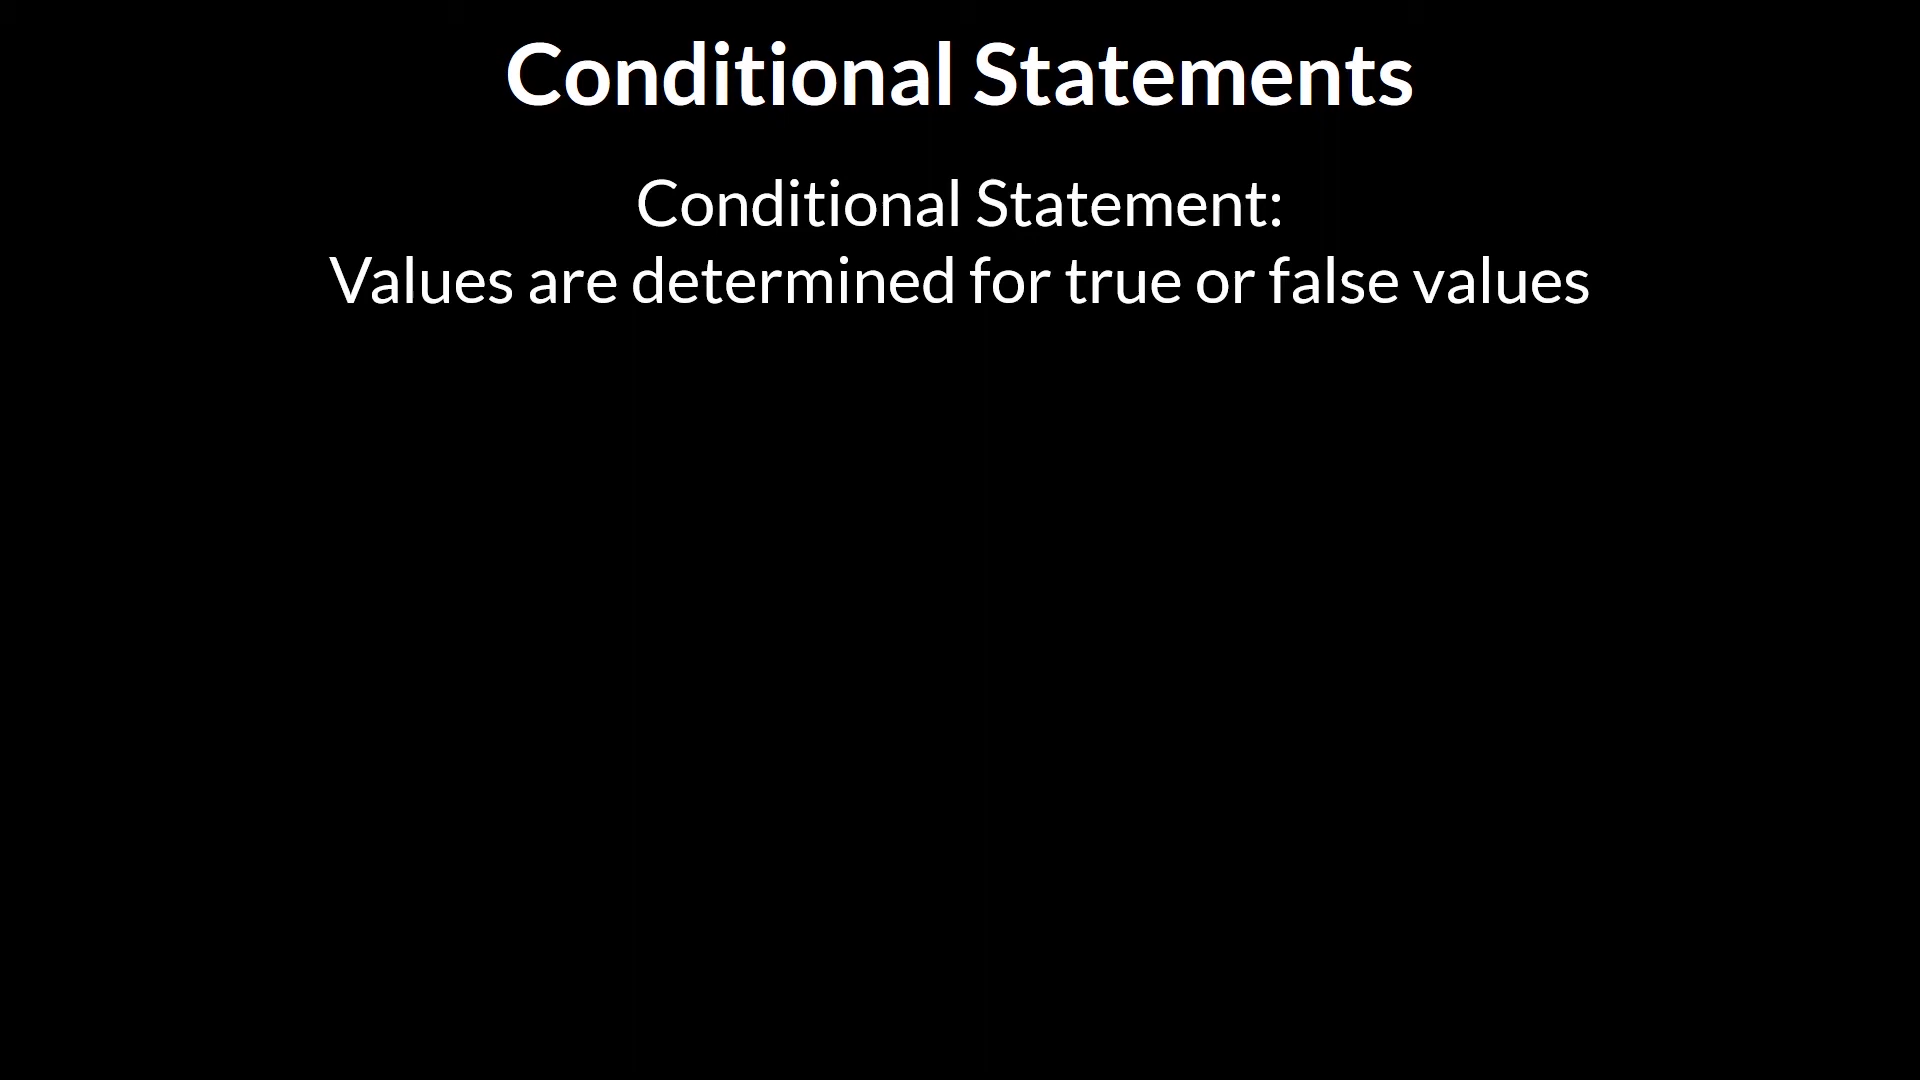 Conditional Statements
Conditional Statement:
Values are determined for true or false values